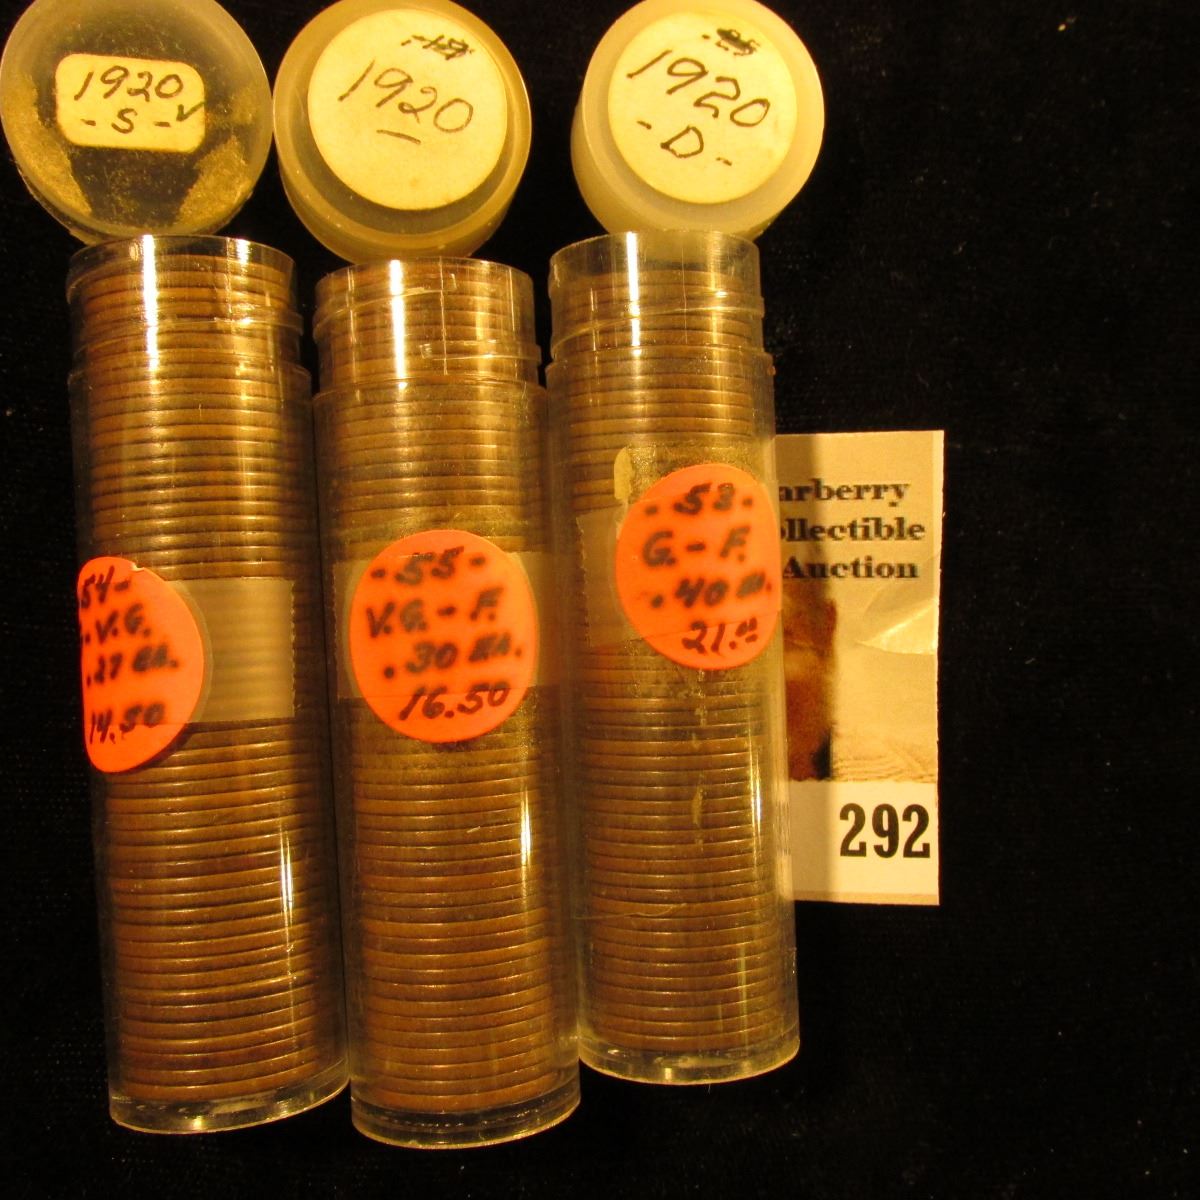 1920
- S - ✓
1920
—
1920
- D -
54 -
. V.G.
.27 EA.
14.50
- 55 -
V.G. - F.
.30 EA.
16.50
- 53 -
G. - F.
.40 EA.
21.
arberry
ollectible
Auction
292